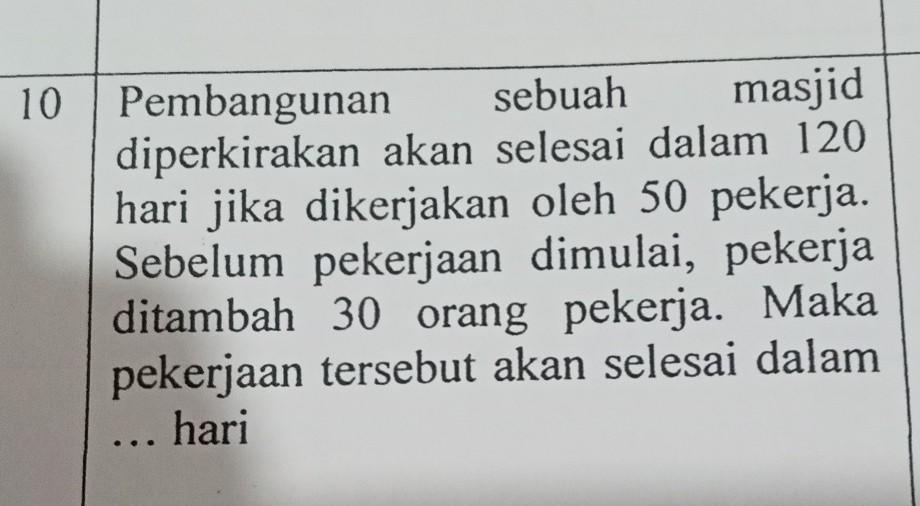 10 Pembangunan sebuah masjid
diperkirakan akan selesai dalam 120
hari jika dikerjakan oleh 50 pekerja.
Sebelum pekerjaan dimulai, pekerja
ditambah 30 orang pekerja. Maka
pekerjaan tersebut akan selesai dalam
... hari